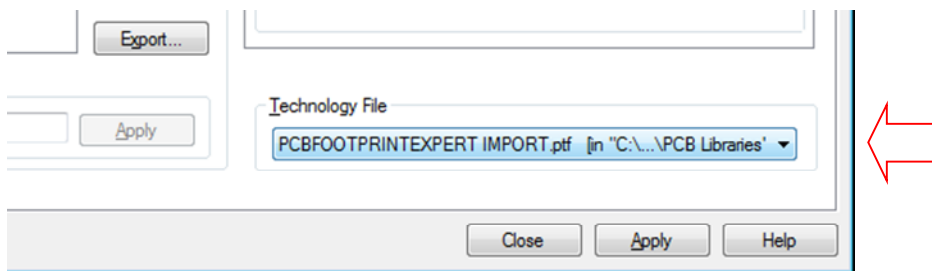 Export...
Technology File
Apply
PCBFOOTPRINTEXPERT IMPORT.ptf [in "C:\...\PCB Libraries'
Close Apply Help